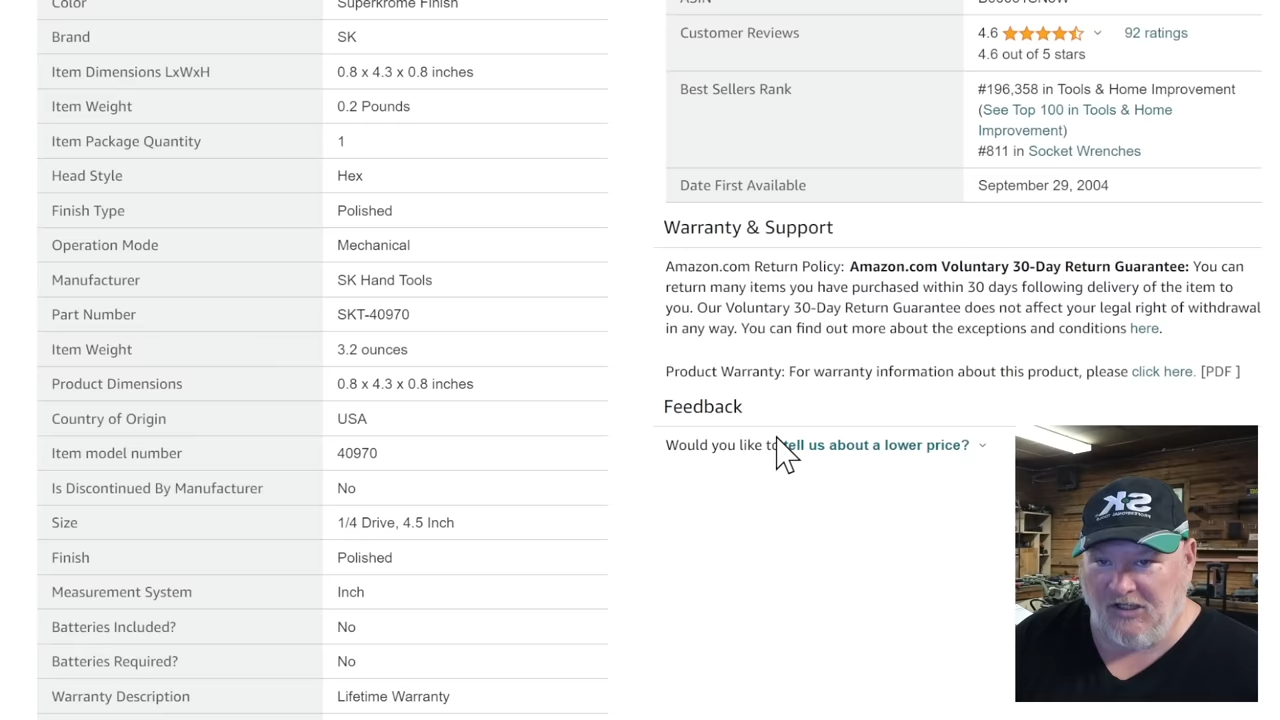 Color Superkrome Finish
Brand SK
Item Dimensions LxWxH 0.8 x 4.3 x 0.8 inches
Item Weight 0.2 Pounds
Item Package Quantity 1
Head Style Hex
Finish Type Polished
Operation Mode Mechanical
Manufacturer SK Hand Tools
Part Number SKT-40970
Item Weight 3.2 ounces
Product Dimensions 0.8 x 4.3 x 0.8 inches
Country of Origin USA
Item model number 40970
Is Discontinued By Manufacturer No
Size 1/4 Drive, 4.5 Inch
Finish Polished
Measurement System Inch
Batteries Included? No
Batteries Required? No
Warranty Description Lifetime Warranty
ASIN
Customer Reviews 4.6 92 ratings
4.6 out of 5 stars
Best Sellers Rank #196,358 in Tools & Home Improvement
(See Top 100 in Tools & Home
Improvement)
#811 in Socket Wrenches
Date First Available September 29, 2004
Warranty & Support
Amazon.com Return Policy: Amazon.com Voluntary 30-Day Return Guarantee: You can
return many items you have purchased within 30 days following delivery of the item to
you. Our Voluntary 30-Day Return Guarantee does not affect your legal right of withdrawal
in any way. You can find out more about the exceptions and conditions here.
Product Warranty: For warranty information about this product, please click here. [PDF ]
Feedback
Would you like to tell us about a lower price?
SK
PROFESSIONAL TOOLS